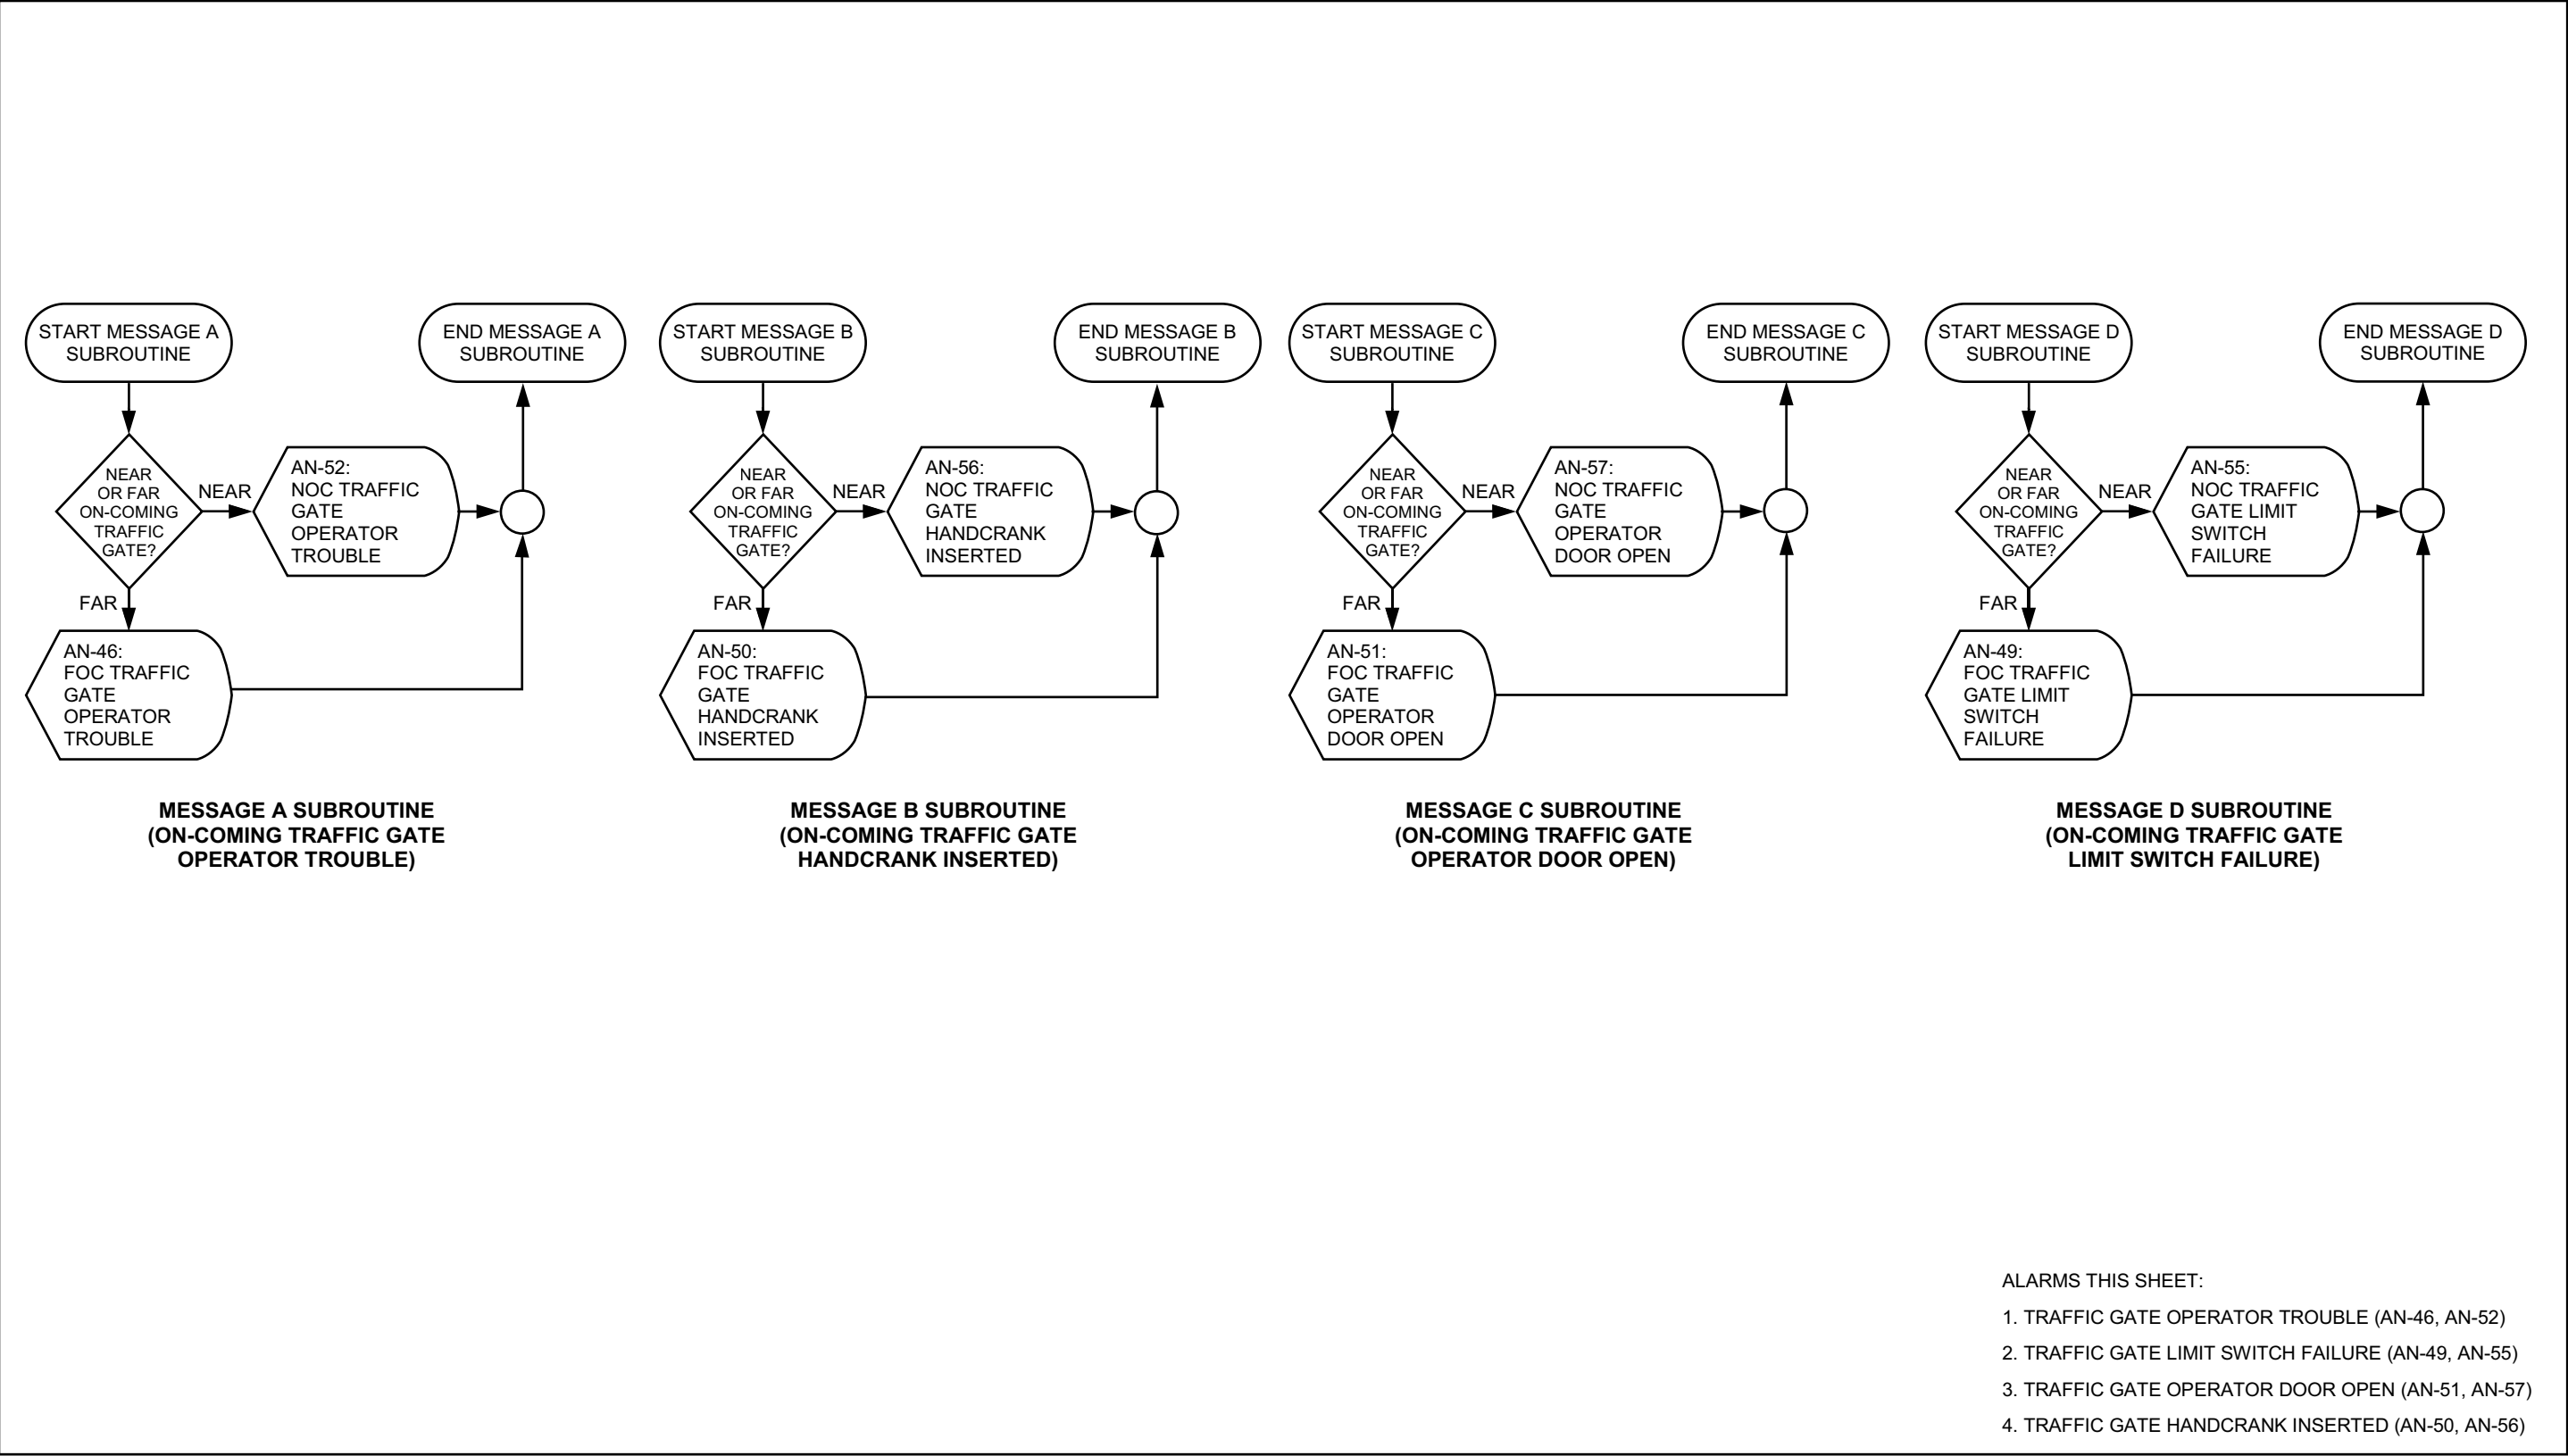 START MESSAGE A
SUBROUTINE
END MESSAGE A
SUBROUTINE
NEAR
OR FAR
ON-COMING
TRAFFIC
GATE?
NEAR
AN-52:
NOC TRAFFIC
GATE
OPERATOR
TROUBLE
FAR
AN-46:
FOC TRAFFIC
GATE
OPERATOR
TROUBLE
MESSAGE A SUBROUTINE
(ON-COMING TRAFFIC GATE
OPERATOR TROUBLE)
START MESSAGE B
SUBROUTINE
END MESSAGE B
SUBROUTINE
NEAR
OR FAR
ON-COMING
TRAFFIC
GATE?
NEAR
AN-56:
NOC TRAFFIC
GATE
HANDCRANK
INSERTED
FAR
AN-50:
FOC TRAFFIC
GATE
HANDCRANK
INSERTED
MESSAGE B SUBROUTINE
(ON-COMING TRAFFIC GATE
HANDCRANK INSERTED)
START MESSAGE C
SUBROUTINE
END MESSAGE C
SUBROUTINE
NEAR
OR FAR
ON-COMING
TRAFFIC
GATE?
NEAR
AN-57:
NOC TRAFFIC
GATE
OPERATOR
DOOR OPEN
FAR
AN-51:
FOC TRAFFIC
GATE
OPERATOR
DOOR OPEN
MESSAGE C SUBROUTINE
(ON-COMING TRAFFIC GATE
OPERATOR DOOR OPEN)
START MESSAGE D
SUBROUTINE
END MESSAGE D
SUBROUTINE
NEAR
OR FAR
ON-COMING
TRAFFIC
GATE?
NEAR
AN-55:
NOC TRAFFIC
GATE LIMIT
SWITCH
FAILURE
FAR
AN-49:
FOC TRAFFIC
GATE LIMIT
SWITCH
FAILURE
MESSAGE D SUBROUTINE
(ON-COMING TRAFFIC GATE
LIMIT SWITCH FAILURE)
ALARMS THIS SHEET:
1. TRAFFIC GATE OPERATOR TROUBLE (AN-46, AN-52)
2. TRAFFIC GATE LIMIT SWITCH FAILURE (AN-49, AN-55)
3. TRAFFIC GATE OPERATOR DOOR OPEN (AN-51, AN-57)
4. TRAFFIC GATE HANDCRANK INSERTED (AN-50, AN-56)